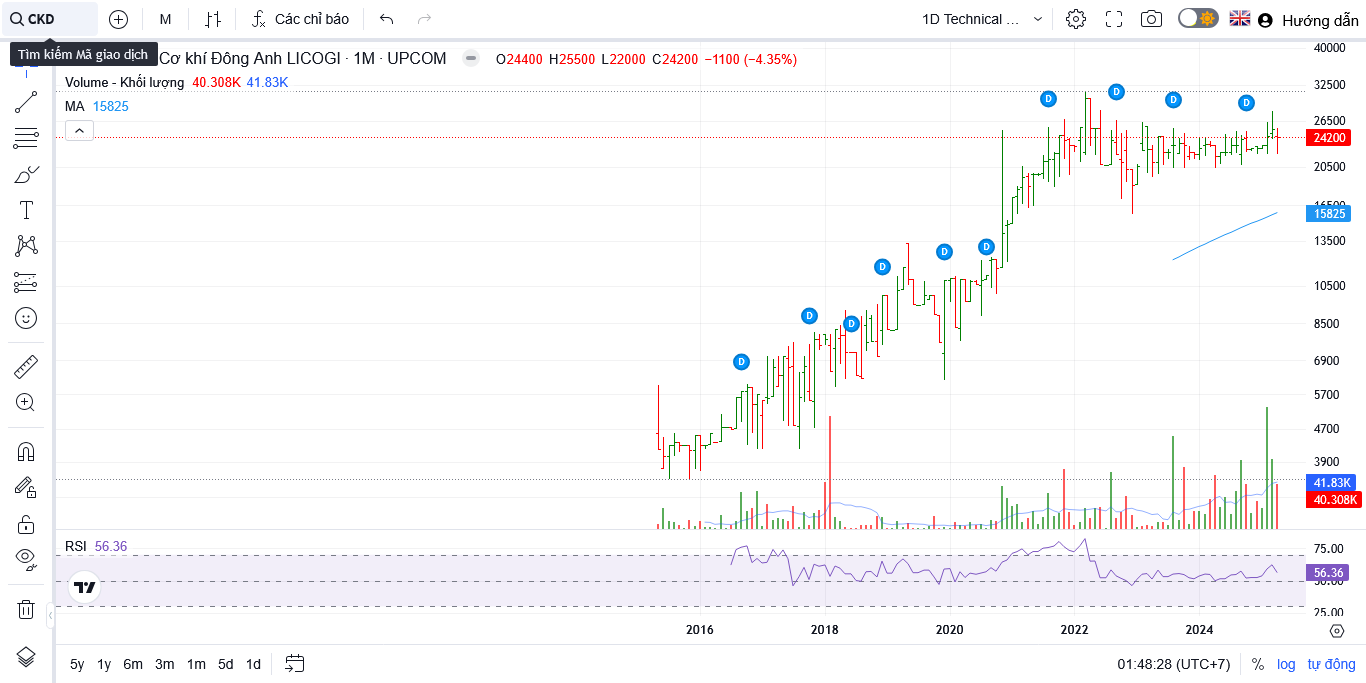 CKD M Các chỉ báo 1D Technical ... Hướng dẫn
Tìm kiếm Mã giao dịch Cơ khí Đông Anh LICOGI · 1M · UPCOM O24400 H25500 L22000 C24200 −1100 (−4.35%)
Volume - Khối lượng 40.308K 41.83K
MA 15825
40000
32500
26500
24200
20500
16500
15825
13500
10500
8500
6900
5700
4700
3900
41.83K
40.308K
D
D
D
D
D
D
D
D
D
D
RSI 56.36
75.00
56.36
50.00
25.00
2016 2018 2020 2022 2024
5y 1y 6m 3m 1m 5d 1d 01:48:28 (UTC+7) % log tự động